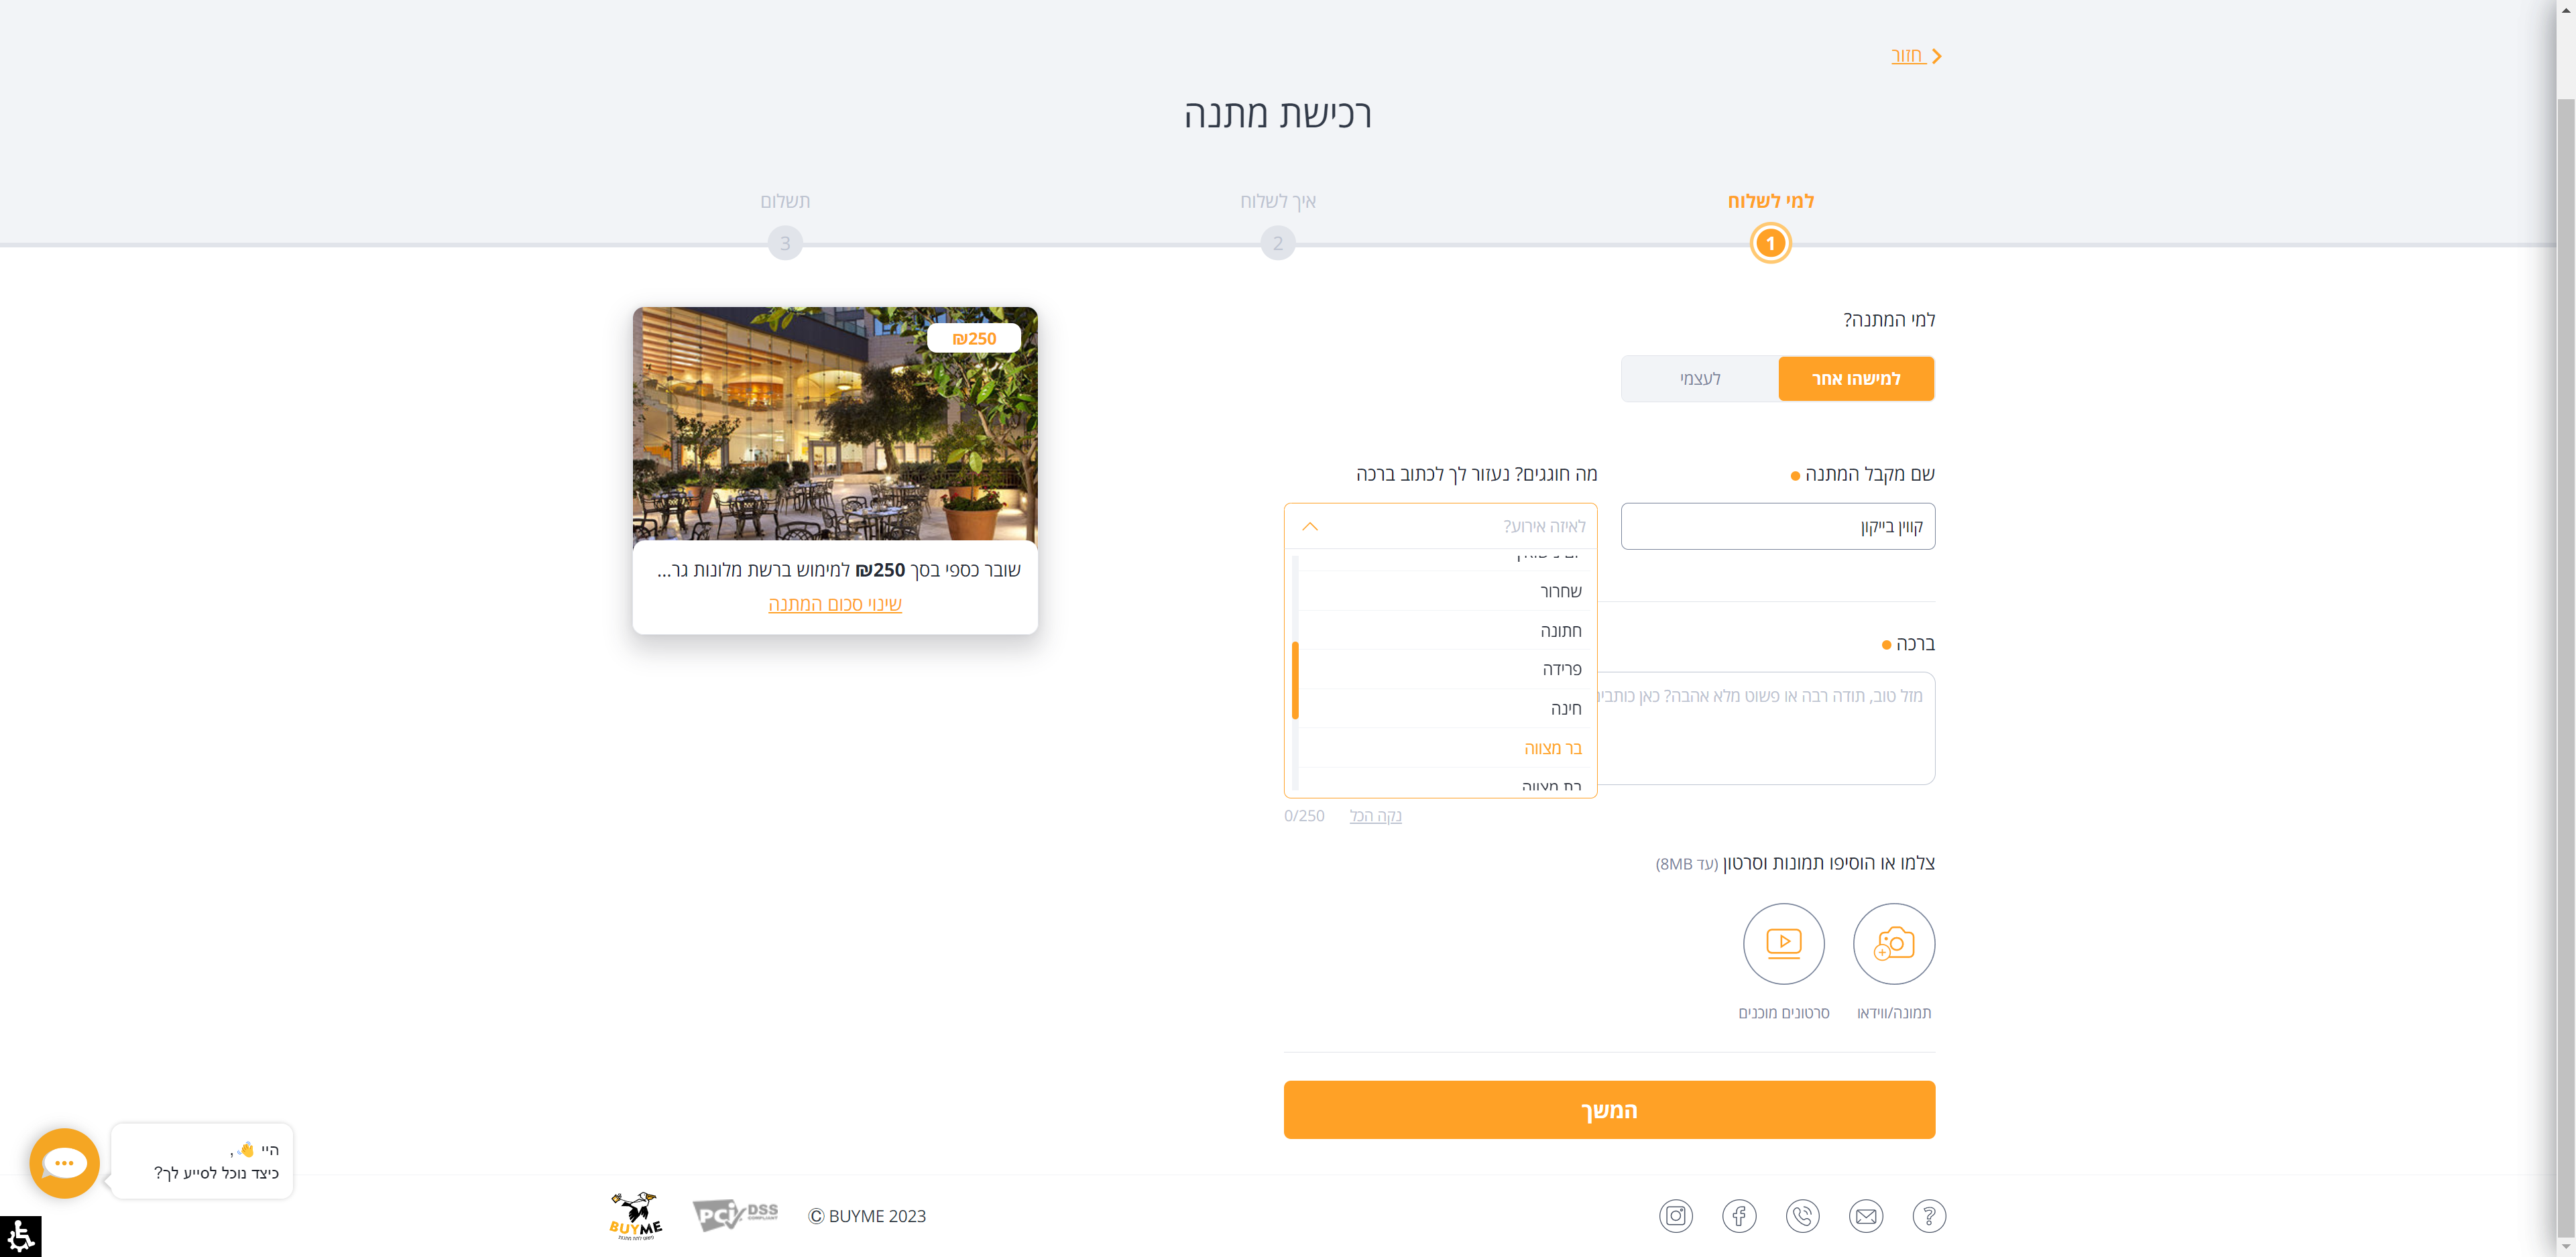 חזור
רכישת מתנה
למי לשלוח
איך לשלוח
תשלום
1
2
3
למי המתנה?
למישהו אחר
לעצמי
שם מקבל המתנה
קווין בייקון
מה חוגגים? נעזור לך לכתוב ברכה
לאיזה אירוע?
שחרור
חתונה
פרידה
חינה
בר מצווה
בת מצווה
ברכה
מזל טוב, תודה רבה או פשוט מלא אהבה? כאן
נקה הכל
0/250
צלמו או הוסיפו תמונות וסרטון (עד 8MB)
תמונה/ווידאו
סרטונים מוכנים
המשך
₪250
שובר כספי בסך ₪250 למימוש ברשת מלונות גר...
שינוי סכום המתנה
היי 👋,
כיצד נוכל לסייע לך?
BUYME
PCI DSS COMPLIANT
© BUYME 2023